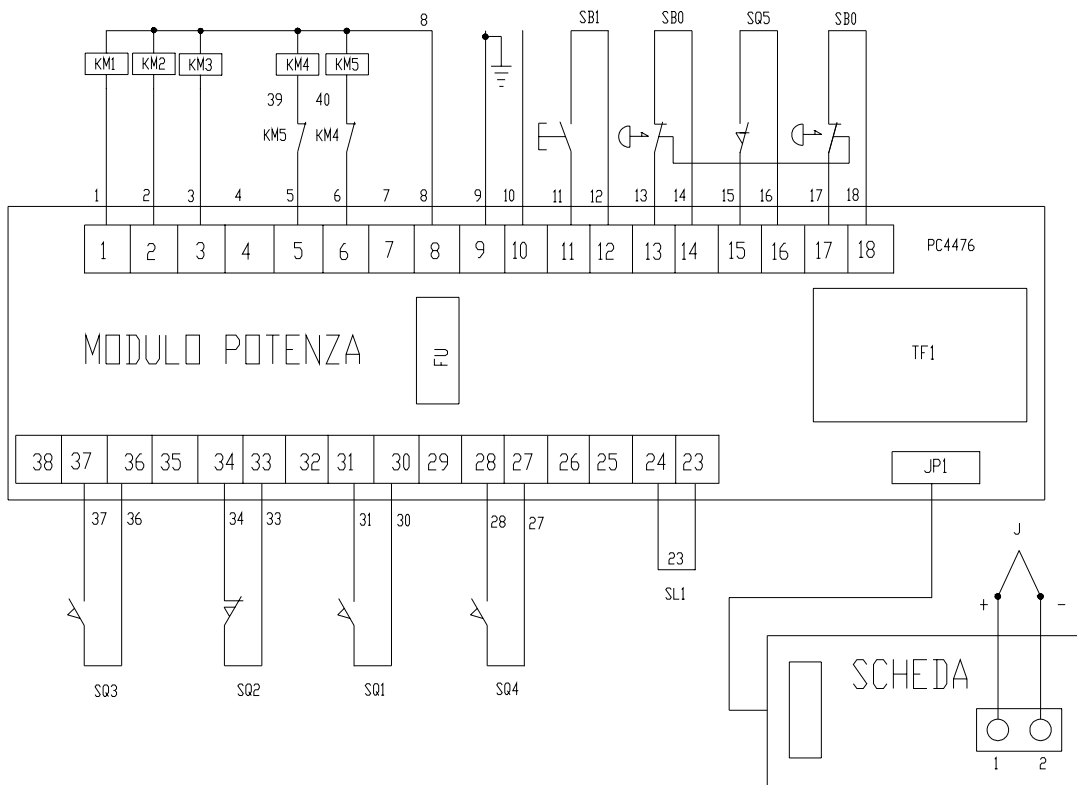 8 SB1 SB0 SQ5 SB0
KM1 KM2 KM3 KM4 KM5
39 40
KM5 KM4
1 2 3 4 5 6 7 8 9 10 11 12 13 14 15 16 17 18
1 2 3 4 5 6 7 8 9 10 11 12 13 14 15 16 17 18
PC4476
MODULO POTENZA
FU
TF1
38 37 36 35 34 33 32 31 30 29 28 27 26 25 24 23
JP1
37 36 34 33 31 30 28 27
23
SL1
J
+ -
SQ3 SQ2 SQ1 SQ4
SCHEDA
1 2